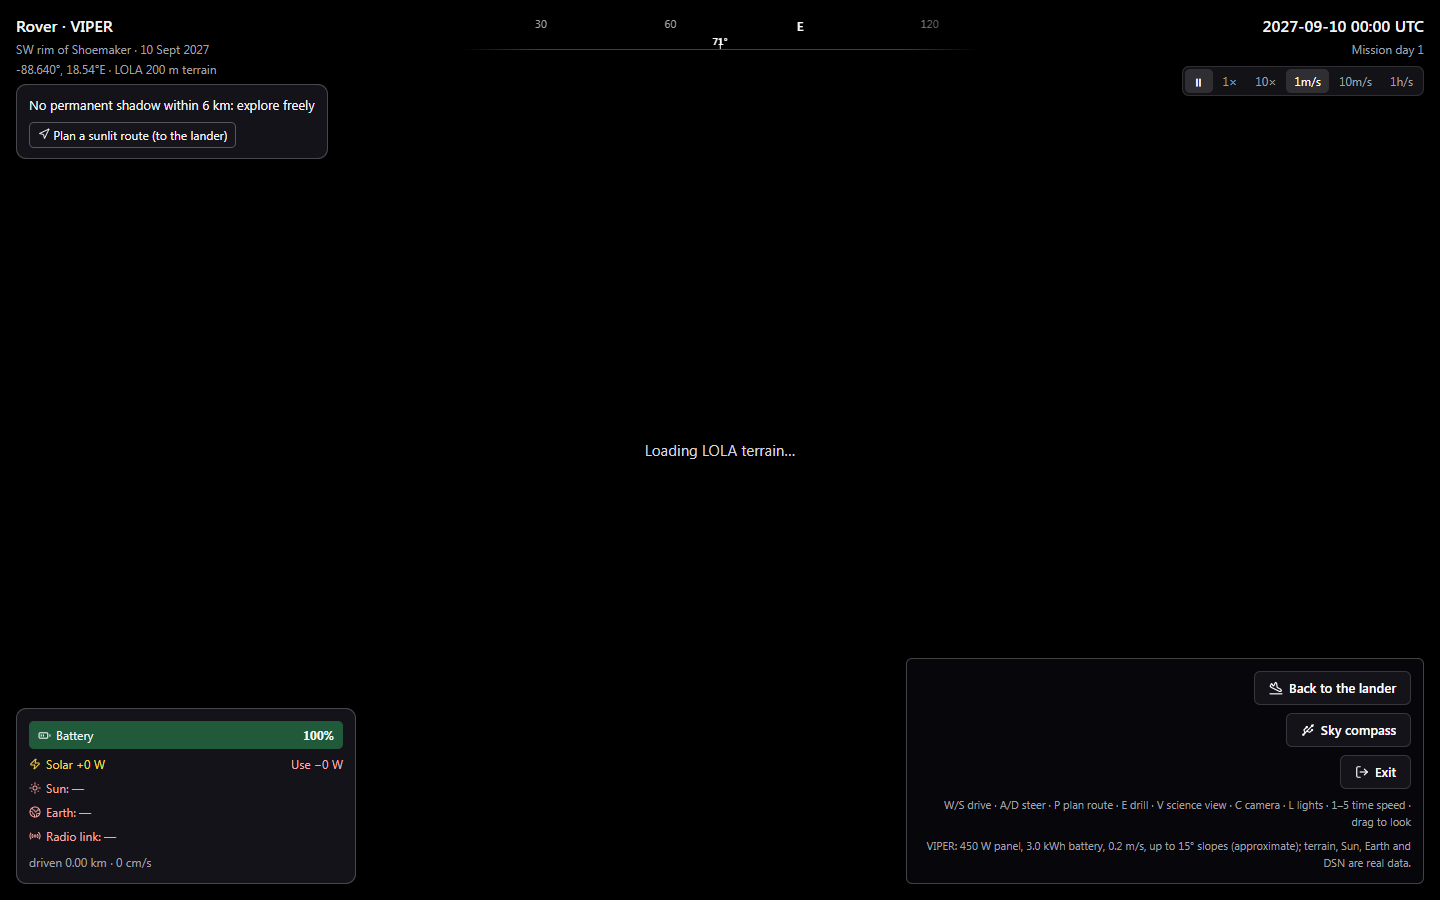 Rover · VIPER
SW rim of Shoemaker · 10 Sept 2027
-88.640°, 18.54°E · LOLA 200 m terrain
No permanent shadow within 6 km: explore freely
Plan a sunlit route (to the lander)
30 60 E 120
71°
2027-09-10 00:00 UTC
Mission day 1
1× 10× 1m/s 10m/s 1h/s
Loading LOLA terrain...
Battery 100%
Solar +0 W Use −0 W
Sun: —
Earth: —
Radio link: —
driven 0.00 km · 0 cm/s
Back to the lander
Sky compass
Exit
W/S drive · A/D steer · P plan route · E drill · V science view · C camera · L lights · 1–5 time speed ·
drag to look
VIPER: 450 W panel, 3.0 kWh battery, 0.2 m/s, up to 15° slopes (approximate); terrain, Sun, Earth and
DSN are real data.